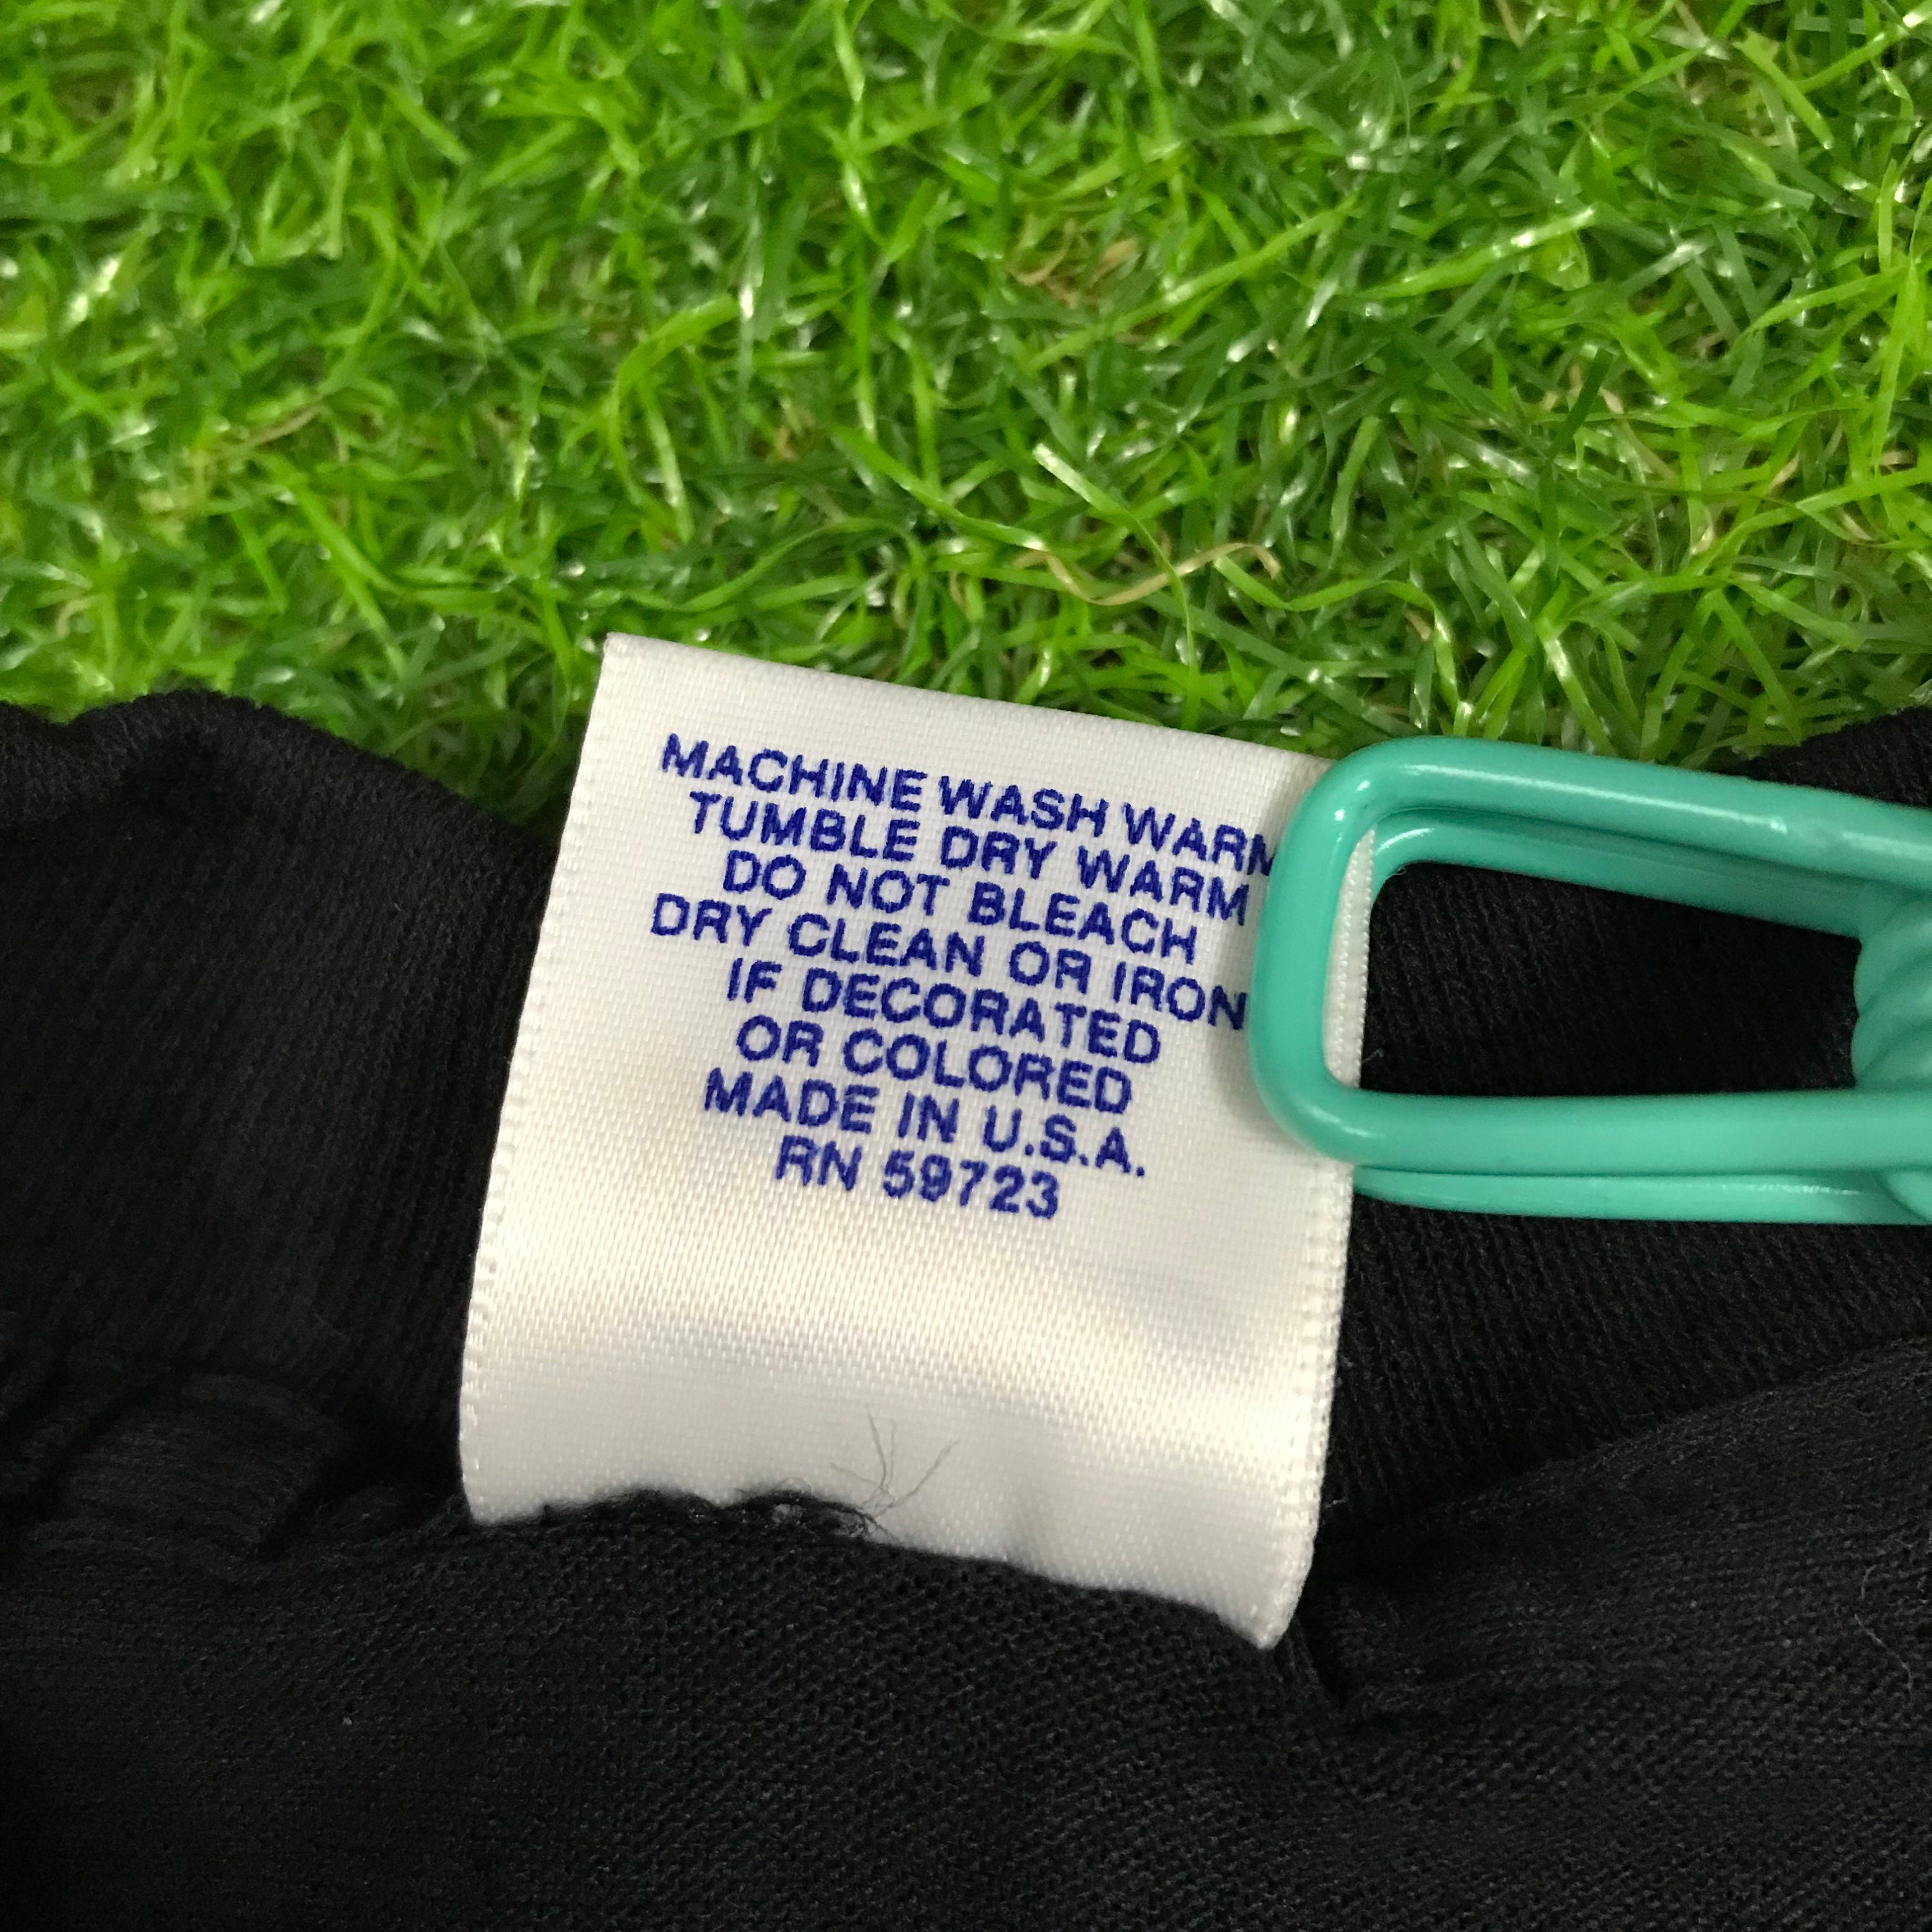 MACHINE WASH WARM
TUMBLE DRY WARM
DO NOT BLEACH
DRY CLEAN OR IRON
IF DECORATED
OR COLORED
MADE IN U.S.A.
RN 59723